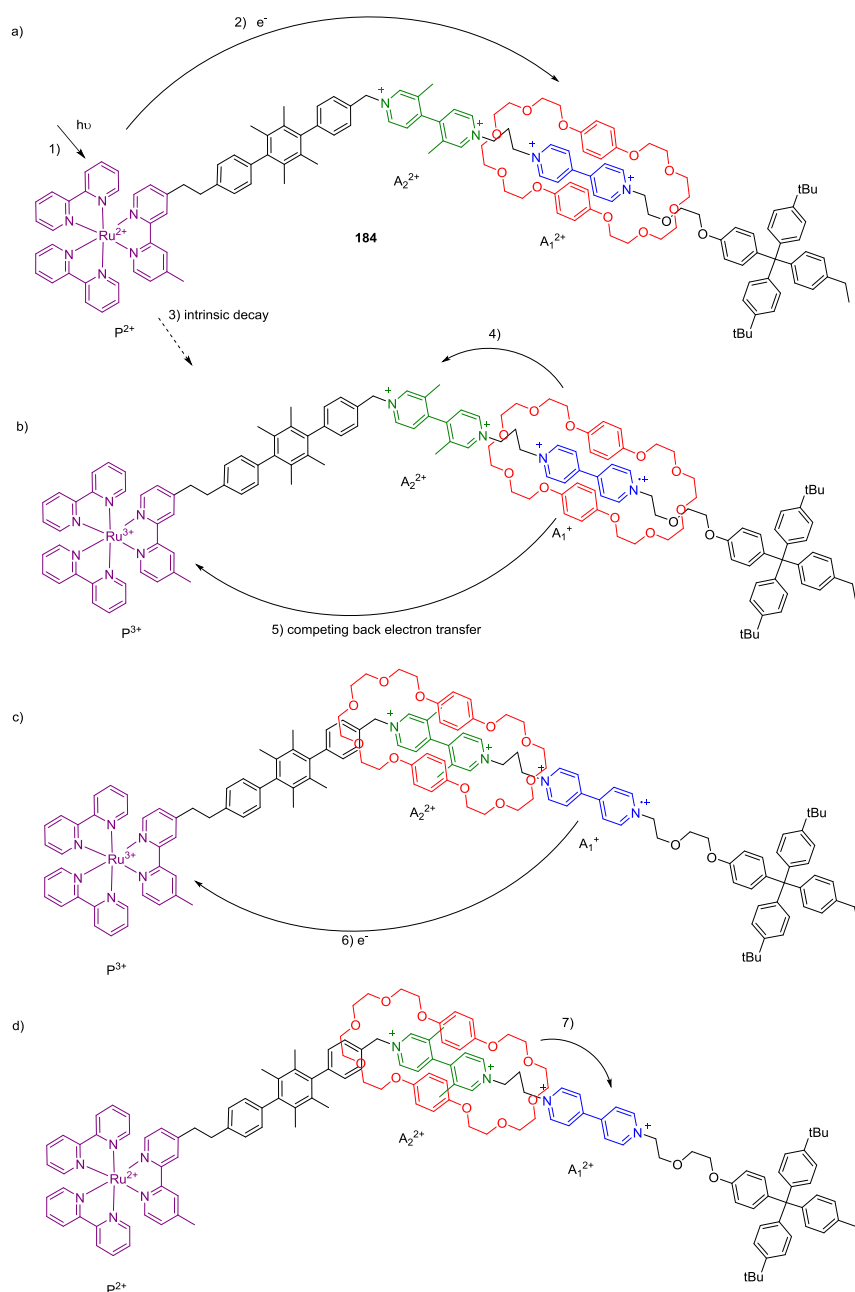 a)
2) e-
hυ
1)
N
N
N
N
N
N
Ru2+
P2+
N+
N+
A22+
184
N+
N+
A12+
O
O
O
O
O
O
O
O
O
O
O
O
tBu
tBu
3) intrinsic decay
4)
b)
N
N
N
N
N
N
Ru3+
P3+
N+
N+
A22+
N+
N•+
A1+
O
O
O
O
O
O
O
O
O
O
O
O
tBu
tBu
5) competing back electron transfer
c)
N
N
N
N
N
N
Ru3+
P3+
N+
N+
A22+
N+
N•+
A1+
O
O
O
O
O
O
O
O
O
O
O
O
tBu
tBu
6) e-
d)
7)
N
N
N
N
N
N
Ru2+
P2+
N+
N+
A22+
N+
N+
A12+
O
O
O
O
O
O
O
O
O
O
O
O
tBu
tBu